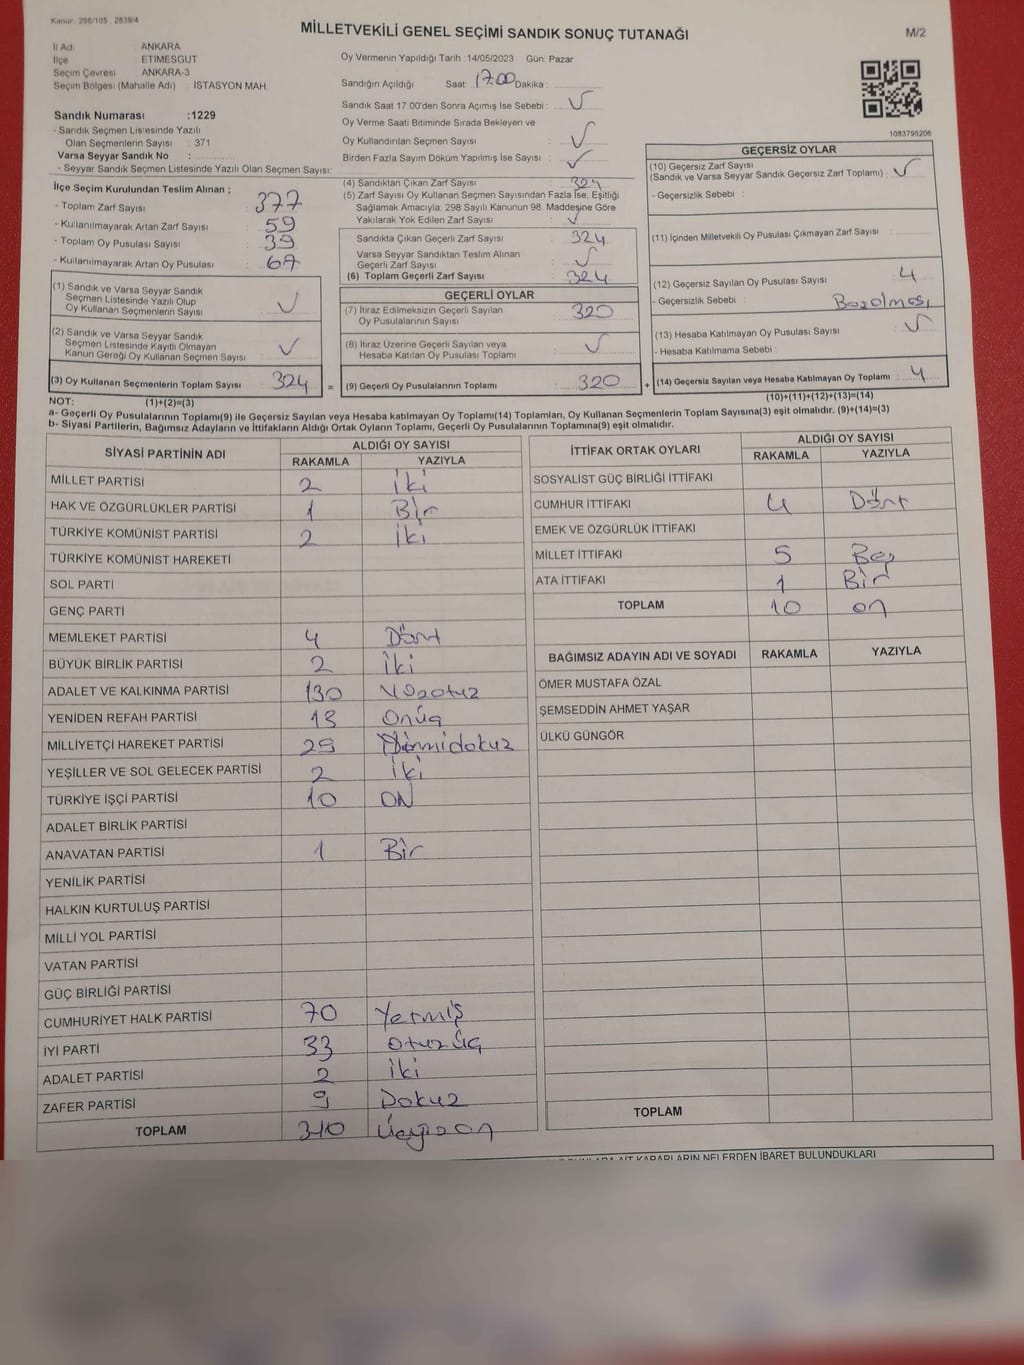 Kanun: 298/105 , 2839/4
MİLLETVEKİLİ GENEL SEÇİMİ SANDIK SONUÇ TUTANAĞI
M/2
İl Adı ANKARA
İlçe ETİMESGUT
Seçim Çevresi ANKARA-3
Seçim Bölgesi (Mahalle Adı) İSTASYON MAH.
Oy Vermenin Yapıldığı Tarih :14/05/2023 Gün: Pazar
Sandığın Açıldığı Saat: 17.00 Dakika :
Sandık Saat 17.00'den Sonra Açımış İse Sebebi : ✓
Oy Verme Saati Bitiminde Sırada Bekleyen ve
Oy Kullandırılan Seçmen Sayısı : ✓
Birden Fazla Sayım Döküm Yapılmış İse Sayısı : ✓
1083795206
Sandık Numarası :1229
- Sandık Seçmen Listesinde Yazılı
Olan Seçmenlerin Sayısı : 371
Varsa Seyyar Sandık No :
- Seyyar Sandık Seçmen Listesinde Yazılı Olan Seçmen Sayısı:
İlçe Seçim Kurulundan Teslim Alınan ;
- Toplam Zarf Sayısı : 377
- Kullanılmayarak Artan Zarf Sayısı : 59
- Toplam Oy Pusulası Sayısı : 39
- Kullanılmayarak Artan Oy Pusulası :
(1) Sandık ve Varsa Seyyar Sandık
Seçmen Listesinde Yazılı Olup
Oy Kullanan Seçmenlerin Sayısı ✓
(2) Sandık ve Varsa Seyyar Sandık
Seçmen Listesinde Kayıtlı Olmayan
Kanun Gereği Oy Kullanan Seçmen Sayısı ✓
(3) Oy Kullanan Seçmenlerin Toplam Sayısı : 324
(4) Sandıktan Çıkan Zarf Sayısı : 324
(5) Zarf Sayısı Oy Kullanan Seçmen Sayısından Fazla İse, Eşitliği
Sağlamak Amacıyla; 298 Sayılı Kanunun 98. Maddesine Göre
Yakılarak Yok Edilen Zarf Sayısı : ✓
Sandıkta Çıkan Geçerli Zarf Sayısı : 324
Varsa Seyyar Sandıktan Teslim Alınan
Geçerli Zarf Sayısı : ✓
(6) Toplam Geçerli Zarf Sayısı : 324
GEÇERLİ OYLAR
(7) İtiraz Edilmeksizin Geçerli Sayılan
Oy Pusulalarının Sayısı : 320
(8) İtiraz Üzerine Geçerli Sayılan veya
Hesaba Katılan Oy Pusulası Toplamı : ✓
= (9) Geçerli Oy Pusulalarının Toplamı : 320
GEÇERSİZ OYLAR
(10) Geçersiz Zarf Sayısı
(Sandık ve Varsa Seyyar Sandık Geçersiz Zarf Toplamı) : ✓
- Geçersizlik Sebebi :
(11) İçinden Milletvekili Oy Pusulası Çıkmayan Zarf Sayısı :
(12) Geçersiz Sayılan Oy Pusulası Sayısı : 4
- Geçersizlik Sebebi : Bozolması
(13) Hesaba Katılmayan Oy Pusulası Sayısı : ✓
- Hesaba Katılmama Sebebi :
+ (14) Geçersiz Sayılan veya Hesaba Katılmayan Oy Toplamı : 4
NOT: (1)+(2)=(3)
(10)+(11)+(12)+(13)=(14)
a- Geçerli Oy Pusulalarının Toplamı(9) ile Geçersiz Sayılan veya Hesaba katılmayan Oy Toplamı(14) Toplamları, Oy Kullanan Seçmenlerin Toplam Sayısına(3) eşit olmalıdır. (9)+(14)=(3)
b- Siyasi Partilerin, Bağımsız Adayların ve İttifakların Aldığı Ortak Oyların Toplamı, Geçerli Oy Pusulalarının Toplamına(9) eşit olmalıdır.
SİYASİ PARTİNİN ADI ALDIĞI OY SAYISI
RAKAMLA YAZIYLA
MİLLET PARTİSİ 2 İki
HAK VE ÖZGÜRLÜKLER PARTİSİ 1 Bir
TÜRKİYE KOMÜNİST PARTİSİ 2 İki
TÜRKİYE KOMÜNİST HAREKETİ
SOL PARTİ
GENÇ PARTİ
MEMLEKET PARTİSİ 4 Dört
BÜYÜK BİRLİK PARTİSİ 2 İki
ADALET VE KALKINMA PARTİSİ 130 Yüzotuz
YENİDEN REFAH PARTİSİ 13 Onüç
MİLLİYETÇİ HAREKET PARTİSİ 29 Yirmidokuz
YEŞİLLER VE SOL GELECEK PARTİSİ 2 İki
TÜRKİYE İŞÇİ PARTİSİ 10 ON
ADALET BİRLİK PARTİSİ
ANAVATAN PARTİSİ 1 Bir
YENİLİK PARTİSİ
HALKIN KURTULUŞ PARTİSİ
MİLLİ YOL PARTİSİ
VATAN PARTİSİ
GÜÇ BİRLİĞİ PARTİSİ
CUMHURİYET HALK PARTİSİ 70 Yetmiş
İYİ PARTİ 33 otuzüç
ADALET PARTİSİ 2 İki
ZAFER PARTİSİ 9 Dokuz
TOPLAM 310 Üçyüzon
İTTİFAK ORTAK OYLARI ALDIĞI OY SAYISI
RAKAMLA YAZIYLA
SOSYALİST GÜÇ BİRLİĞİ İTTİFAKI
CUMHUR İTTİFAKI 4 Dört
EMEK VE ÖZGÜRLÜK İTTİFAKI
MİLLET İTTİFAKI 5 Beş
ATA İTTİFAKI 1 Bir
TOPLAM 10 on
BAĞIMSIZ ADAYIN ADI VE SOYADI RAKAMLA YAZIYLA
ÖMER MUSTAFA ÖZAL
ŞEMSEDDİN AHMET YAŞAR
ÜLKÜ GÜNGÖR
TOPLAM
AİT KARARLARIN NELERDEN İBARET BULUNDUKLARI